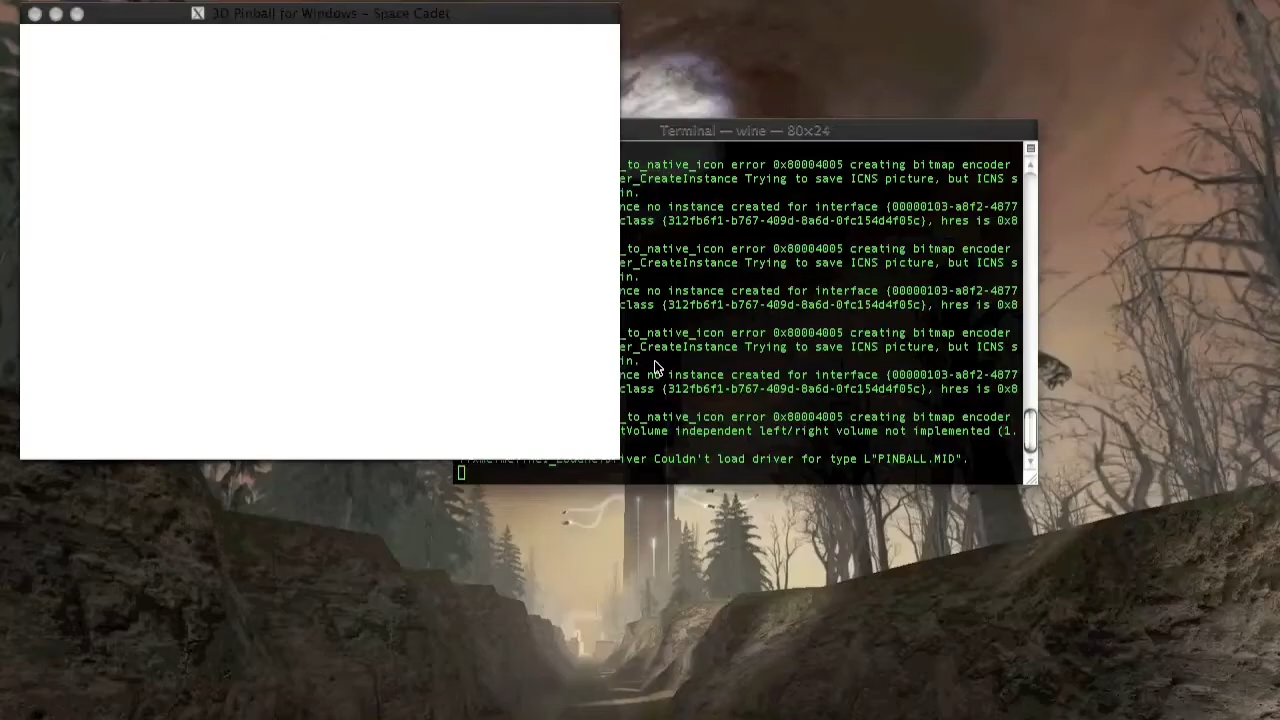 3D Pinball for Windows - Space Cadet
Terminal — wine — 80×24
_to_native_icon error 0x80004005 creating bitmap encoder
er_CreateInstance Trying to save ICNS picture, but ICNS s
in.
nce no instance created for interface {00000103-a8f2-4877
class {312fb6f1-b767-409d-8a6d-0fc154d4f05c}, hres is 0x8
_to_native_icon error 0x80004005 creating bitmap encoder
er_CreateInstance Trying to save ICNS picture, but ICNS s
in.
nce no instance created for interface {00000103-a8f2-4877
class {312fb6f1-b767-409d-8a6d-0fc154d4f05c}, hres is 0x8
_to_native_icon error 0x80004005 creating bitmap encoder
er_CreateInstance Trying to save ICNS picture, but ICNS s
in.
nce no instance created for interface {00000103-a8f2-4877
class {312fb6f1-b767-409d-8a6d-0fc154d4f05c}, hres is 0x8
_to_native_icon error 0x80004005 creating bitmap encoder
tVolume independent left/right volume not implemented (1.
Couldn't load driver for type L"PINBALL.MID".